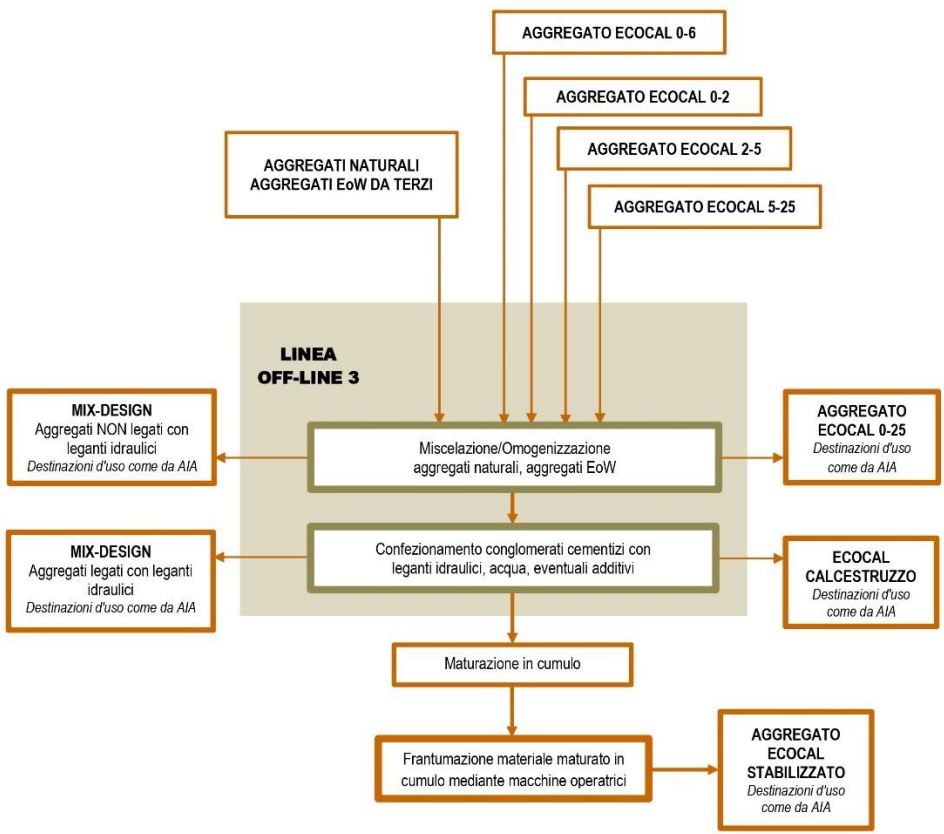 AGGREGATO ECOCAL 0-6
AGGREGATO ECOCAL 0-2
AGGREGATO ECOCAL 2-5
AGGREGATI NATURALI
AGGREGATI EoW DA TERZI
AGGREGATO ECOCAL 5-25
LINEA
OFF-LINE 3
MIX-DESIGN
Aggregati NON legati con
leganti idraulici
Destinazioni d'uso come da AIA
Miscelazione/Omogenizzazione
aggregati naturali, aggregati EoW
AGGREGATO
ECOCAL 0-25
Destinazioni d'uso
come da AIA
MIX-DESIGN
Aggregati legati con leganti
idraulici
Destinazioni d'uso come da AIA
Confezionamento conglomerati cementizi con
leganti idraulici, acqua, eventuali additivi
ECOCAL
CALCESTRUZZO
Destinazioni d'uso
come da AIA
Maturazione in cumulo
Frantumazione materiale maturato in
cumulo mediante macchine operatrici
AGGREGATO
ECOCAL
STABILIZZATO
Destinazioni d'uso
come da AIA